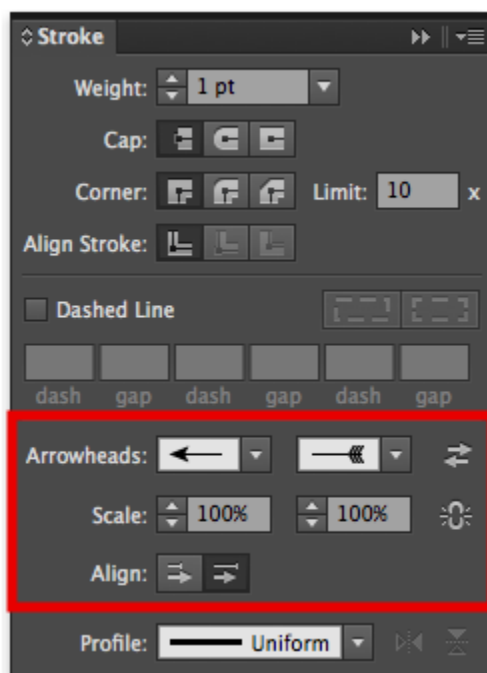 Stroke
Weight: 1 pt
Cap:
Corner: Limit: 10 x
Align Stroke:
Dashed Line
dash gap dash gap dash gap
Arrowheads:
Scale: 100% 100%
Align:
Profile: Uniform